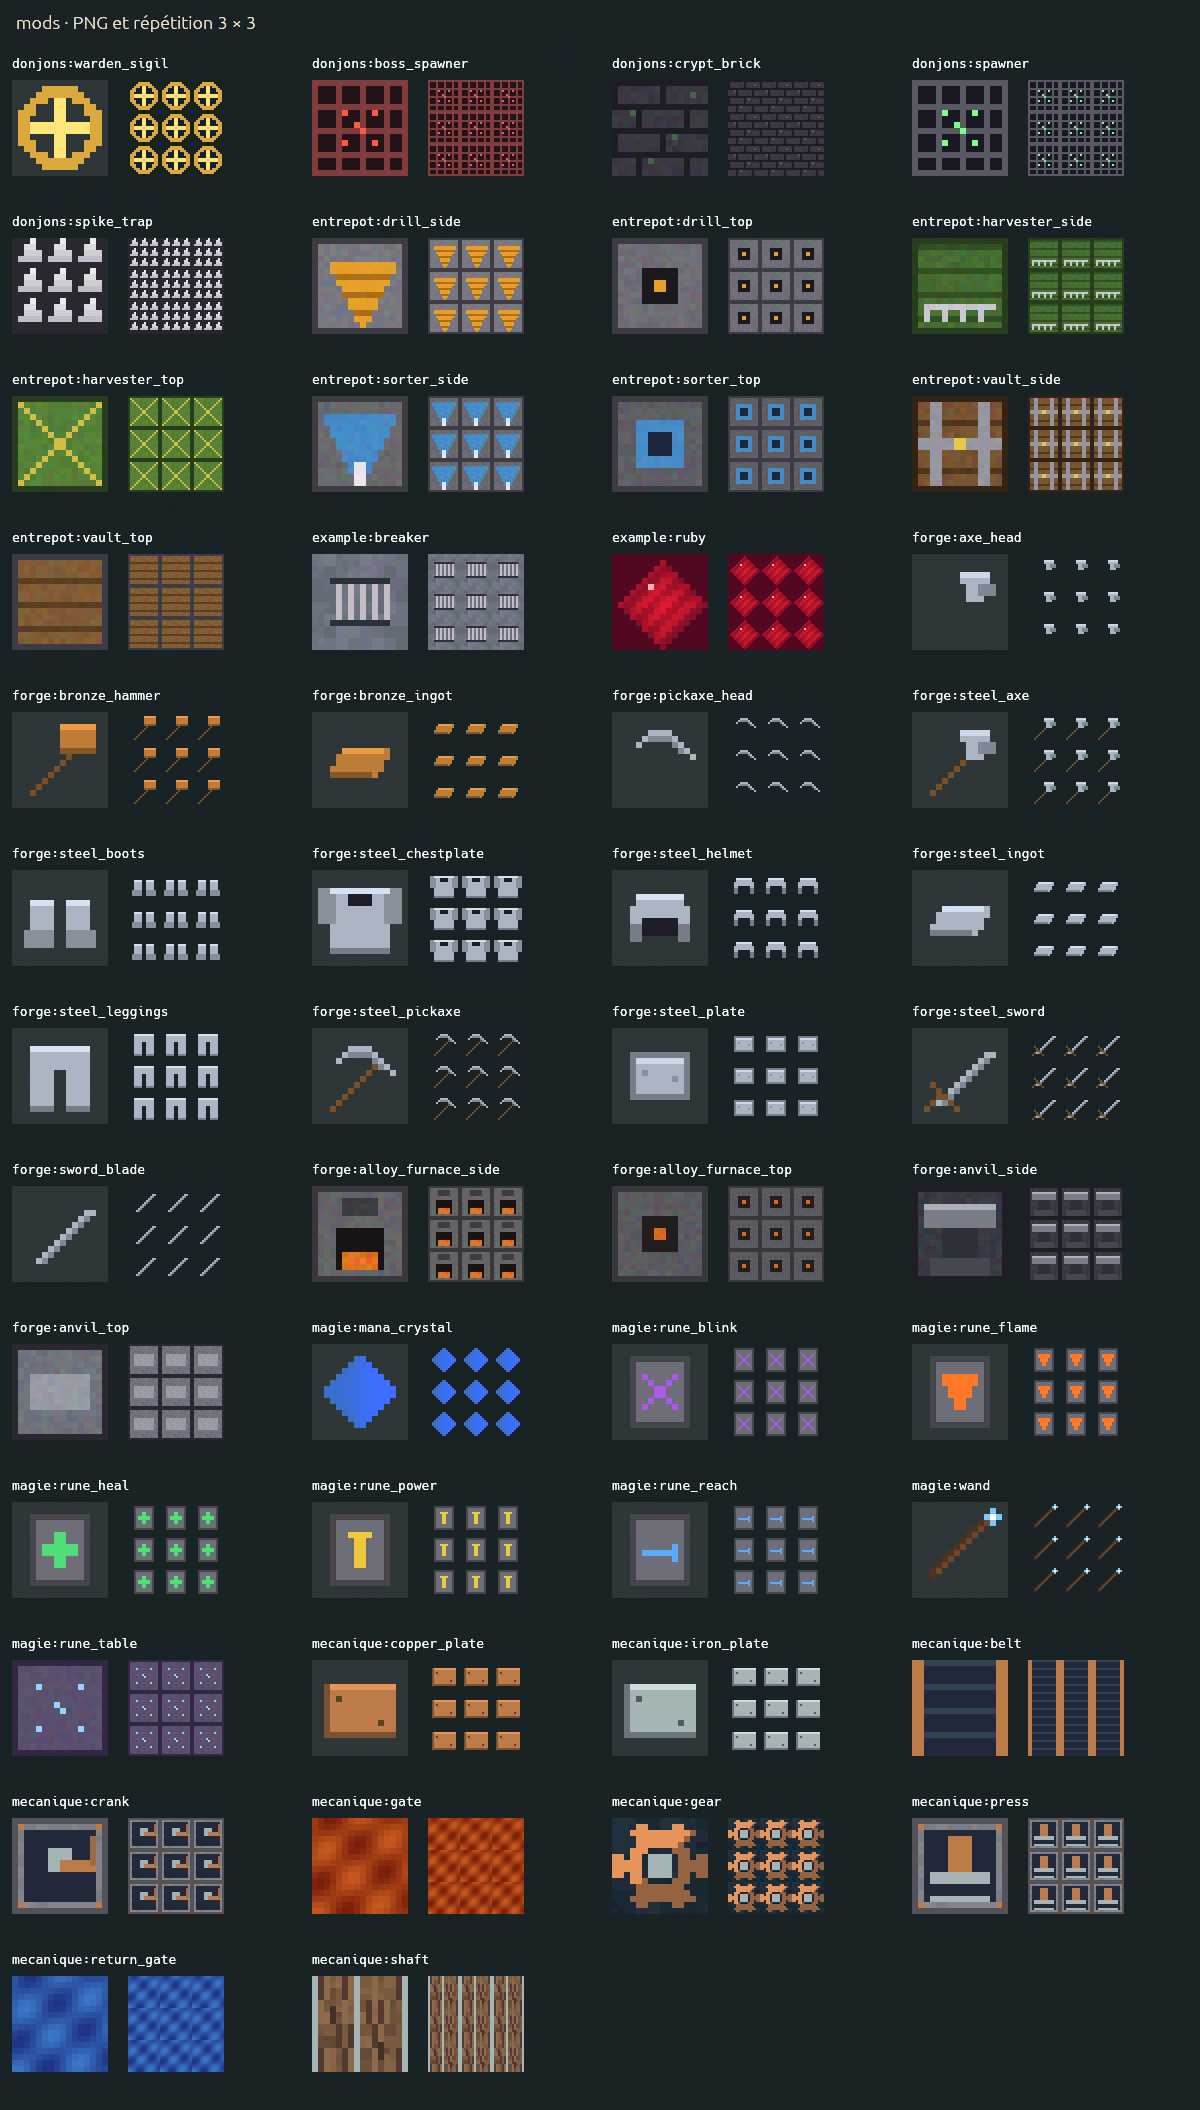 mods · PNG et répétition 3 × 3
donjons:warden_sigil donjons:boss_spawner donjons:crypt_brick donjons:spawner
donjons:spike_trap entrepot:drill_side entrepot:drill_top entrepot:harvester_side
entrepot:harvester_top entrepot:sorter_side entrepot:sorter_top entrepot:vault_side
entrepot:vault_top example:breaker example:ruby forge:axe_head
forge:bronze_hammer forge:bronze_ingot forge:pickaxe_head forge:steel_axe
forge:steel_boots forge:steel_chestplate forge:steel_helmet forge:steel_ingot
forge:steel_leggings forge:steel_pickaxe forge:steel_plate forge:steel_sword
forge:sword_blade forge:alloy_furnace_side forge:alloy_furnace_top forge:anvil_side
forge:anvil_top magie:mana_crystal magie:rune_blink magie:rune_flame
magie:rune_heal magie:rune_power magie:rune_reach magie:wand
magie:rune_table mecanique:copper_plate mecanique:iron_plate mecanique:belt
mecanique:crank mecanique:gate mecanique:gear mecanique:press
mecanique:return_gate mecanique:shaft